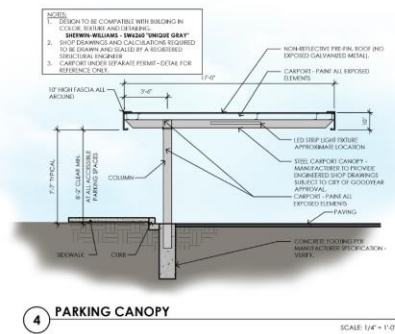 NOTES:
1. DESIGN TO BE COMPATIBLE WITH BUILDING IN
COLOR, TEXTURE AND DETAILING.
SHERWIN-WILLIAMS - SW6260 "UNIQUE GRAY"
2. SHOP DRAWINGS AND CALCULATIONS REQUIRED
TO BE DRAWN AND SEALED BY A REGISTERED
STRUCTURAL ENGINEER
3. CARPORT UNDER SEPARATE PERMIT - DETAIL FOR
REFERENCE ONLY.
NON-REFLECTIVE PRE-FIN. ROOF (NO
EXPOSED GALVANIZED METAL).
CARPORT - PAINT ALL EXPOSED
ELEMENTS
10" HIGH FASCIA ALL
AROUND
3'-6"
10"
LED STRIP LIGHT FIXTURE
APPROXIMATE LOCATION
STEEL CARPORT CANOPY -
MANUFACTURER TO PROVIDE
ENGINEERED SHOP DRAWINGS
SUBJECT TO CITY OF GOODYEAR
APPROVAL.
CARPORT - PAINT ALL
EXPOSED ELEMENTS
COLUMN
7'-7" TYPICAL
8'-2" CLEAR MIN.
AT ALL ACCESSIBLE
PARKING SPACES
PAVING
SIDEWALK
CURB
CONCRETE FOOTING PER
MANUFACTURER SPECIFICATION -
VERIFY.
4 PARKING CANOPY
SCALE: 1/4" = 1'-0"